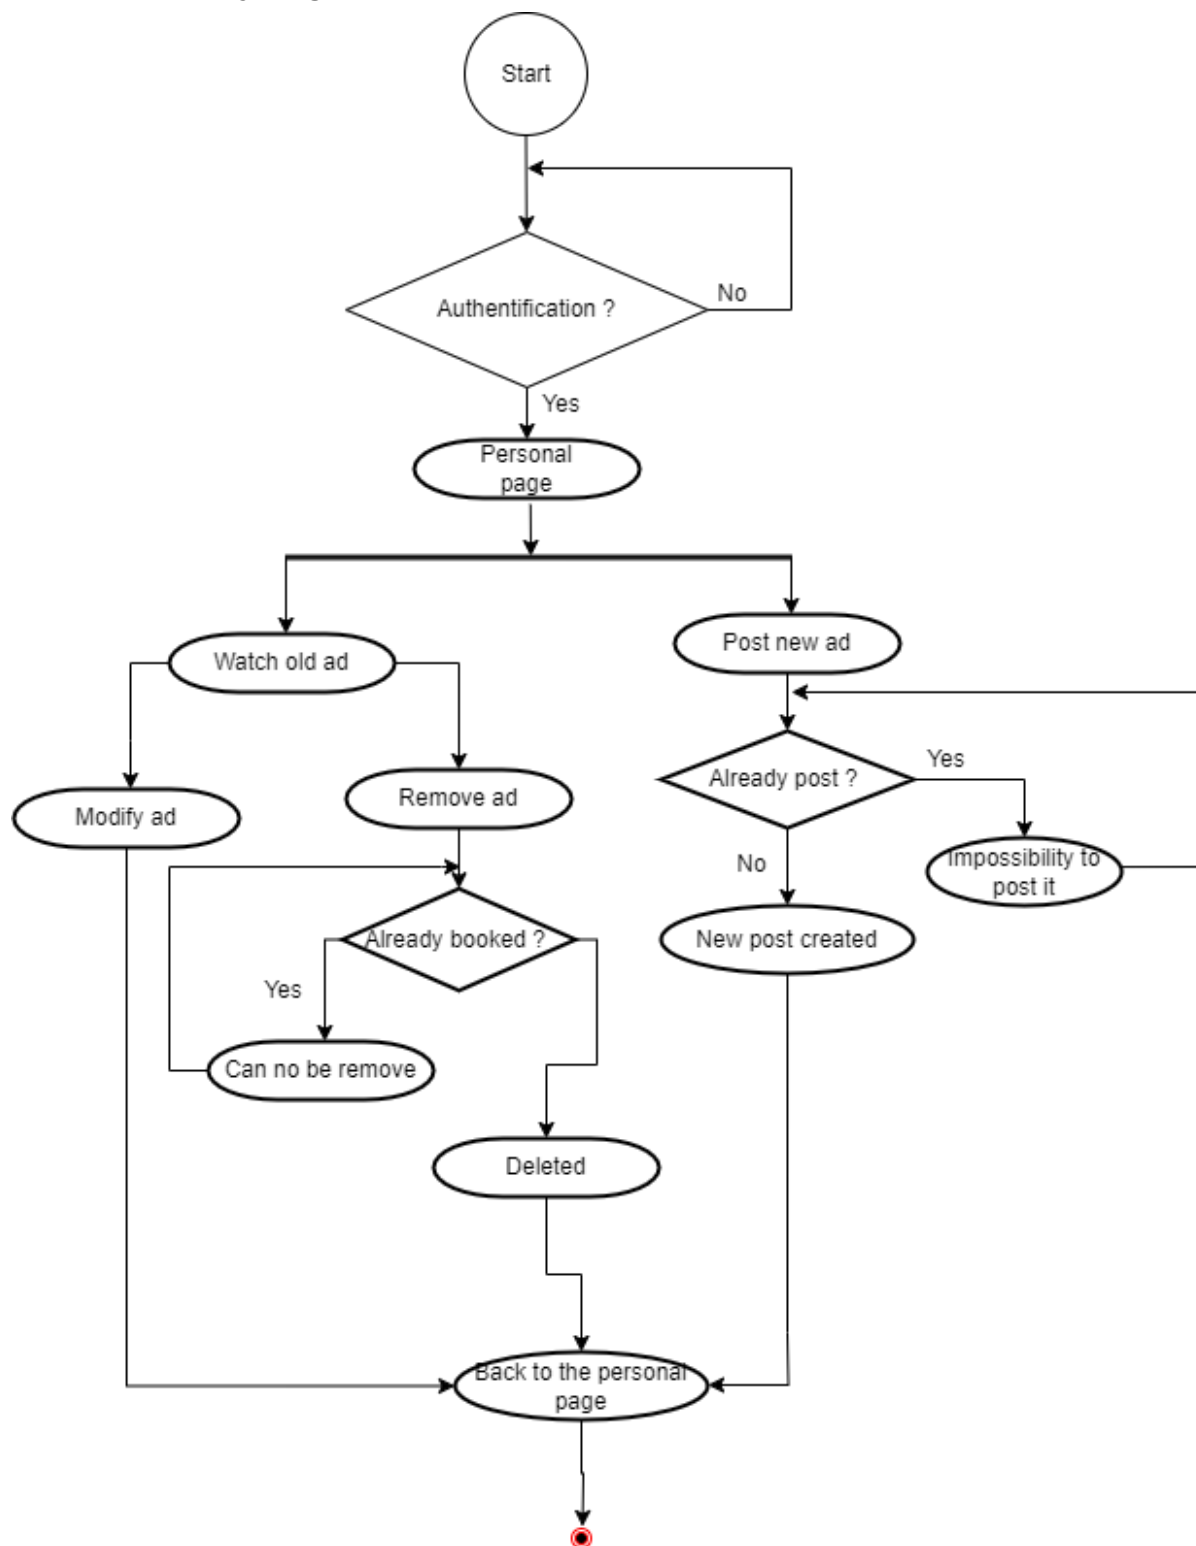 Start
No
Authentification ?
Yes
Personal
page
Post new ad
Watch old ad
Yes
Already post ?
Remove ad
Modify ad
Impossibility to
post it
No
Already booked ?
New post created
Yes
Can no be remove
Deleted
Back to the personal
page